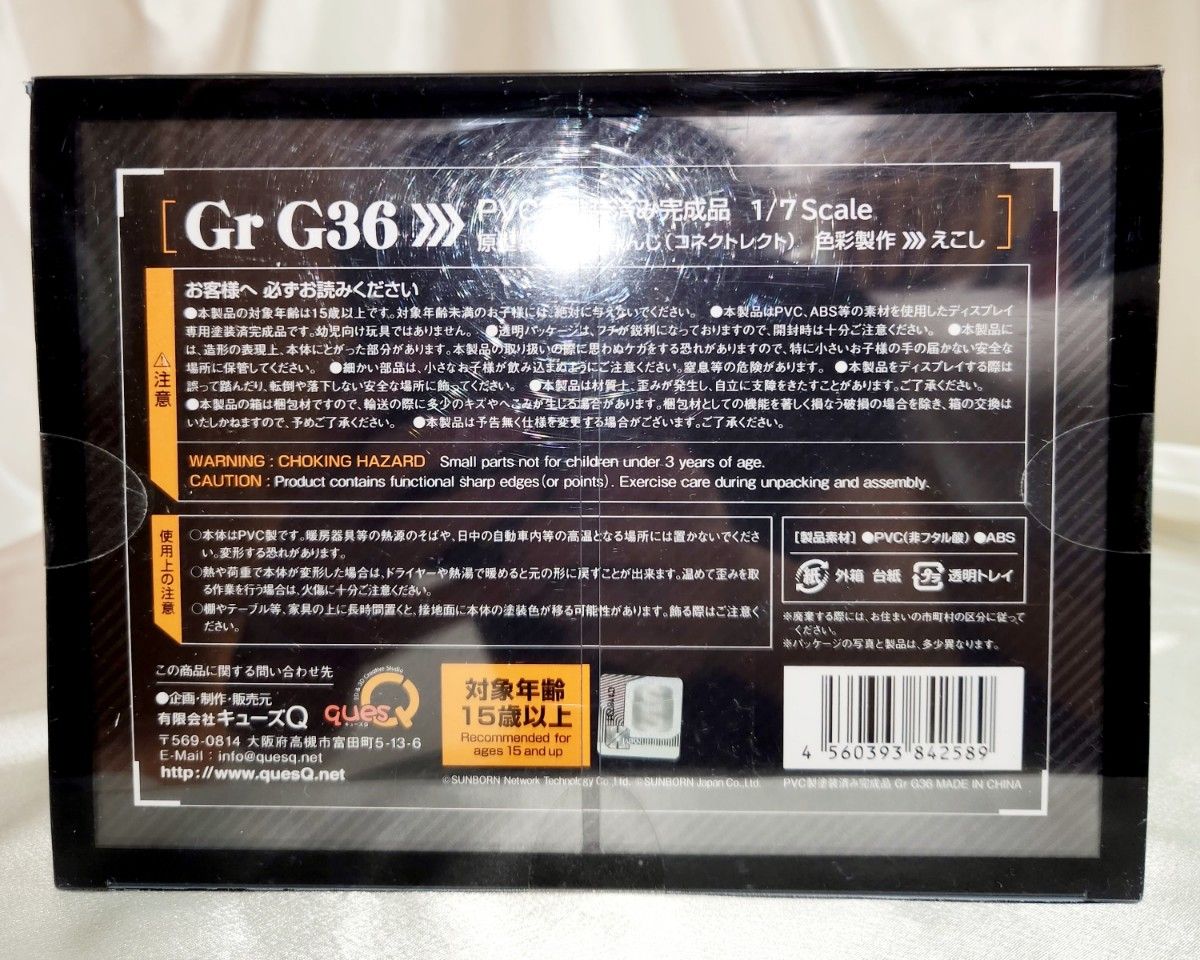 Gr G36
済み完成品 1/7 Scale
んじ(コネクトレクト) 色彩製作 えこし
お客様へ 必ずお読みください
●本製品の対象年齢は15歳以上です。対象年齢未満のお子様には、絶対に与えないでください。 ●本製品はPVC、ABS等の素材を使用したディスプレイ
専用塗装済完成品です。幼児向け玩具ではありません。 ●透明パッケージは、フチが鋭利になっておりますので、開封時は十分ご注意ください。 ●本製品に
は、造形の表現上、本体にとがった部分があります。本製品の取り扱いの際に思わぬケガをする恐れがありますので、特に小さいお子様の手の届かない安全な
場所に保管してください。 ●細かい部品は、小さなお子様が飲み込まぬようにご注意ください。窒息等の危険があります。 ●本製品をディスプレイする際は
誤って踏んだり、転倒や落下しない安全な場所に飾ってください。 ●本製品は材質上、歪みが発生し、自立に支障をきたすことがあります。ご了承ください。
●本製品の箱は梱包材ですので、輸送の際に多少のキズやへこみが生じる場合があります。梱包材としての機能を著しく損なう破損の場合を除き、箱の交換は
いたしかねますので、予めご了承ください。 ●本製品は予告無く仕様を変更する場合がございます。ご了承ください。
注意
WARNING : CHOKING HAZARD Small parts not for children under 3 years of age.
CAUTION : Product contains functional sharp edges (or points). Exercise care during unpacking and assembly.
使用上の注意
○本体はPVC製です。暖房器具等の熱源のそばや、日中の自動車内等の高温となる場所には置かないでくださ
い。変形する恐れがあります。
○熱や荷重で本体が変形した場合は、ドライヤーや熱湯で暖めると元の形に戻すことが出来ます。温めて歪みを取
る作業を行う場合は、火傷に十分ご注意ください。
○棚やテーブル等、家具の上に長時間置くと、接地面に本体の塗装色が移る可能性があります。飾る際はご注意く
ださい。
[製品素材] ●PVC(非フタル酸) ●ABS
紙 外箱 台紙 プラ 透明トレイ
※廃棄する際には、お住まいの市町村の区分に従って
ください。
※パッケージの写真と製品は、多少異なります。
この商品に関する問い合わせ先
●企画・制作・販売元
有限会社キューズQ
〒569-0814 大阪府高槻市富田町5-13-6
E-Mail : info@quesq.net
http://www.quesQ.net
2D & 3D Creative Studio
quesQ
キューズQ
対象年齢
15歳以上
Recommended for
ages 15 and up
4 560393 842589
©SUNBORN Network Technology Co., Ltd. ©SUNBORN Japan Co., Ltd.
PVC製塗装済み完成品 Gr G36 MADE IN CHINA